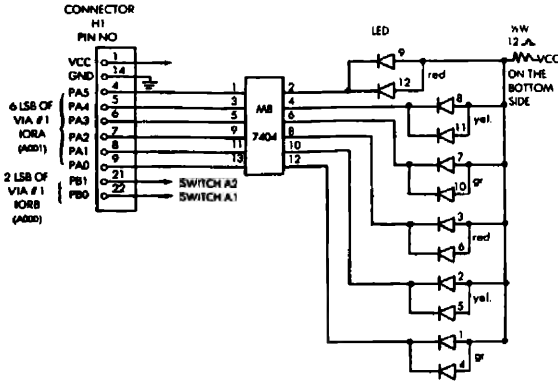 CONNECTOR
H1
PIN NO
LED
½W
12
VCC
ON THE
BOTTOM
SIDE
VCC 1
GND 14
6 LSB OF
VIA #1
IORA
(A001)
PA5 4
PA4 5
PA3 6
PA2 7
PA1 8
PA0 9
2 LSB OF
VIA #1
IORB
(A000)
PB1 21
PB0 22
SWITCH A2
SWITCH A1
1
3
5
9
11
13
M8
7404
2
4
6
8
10
12
9
12
red
8
11
yel.
7
10
gr
3
6
red
2
5
yel.
1
4
gr